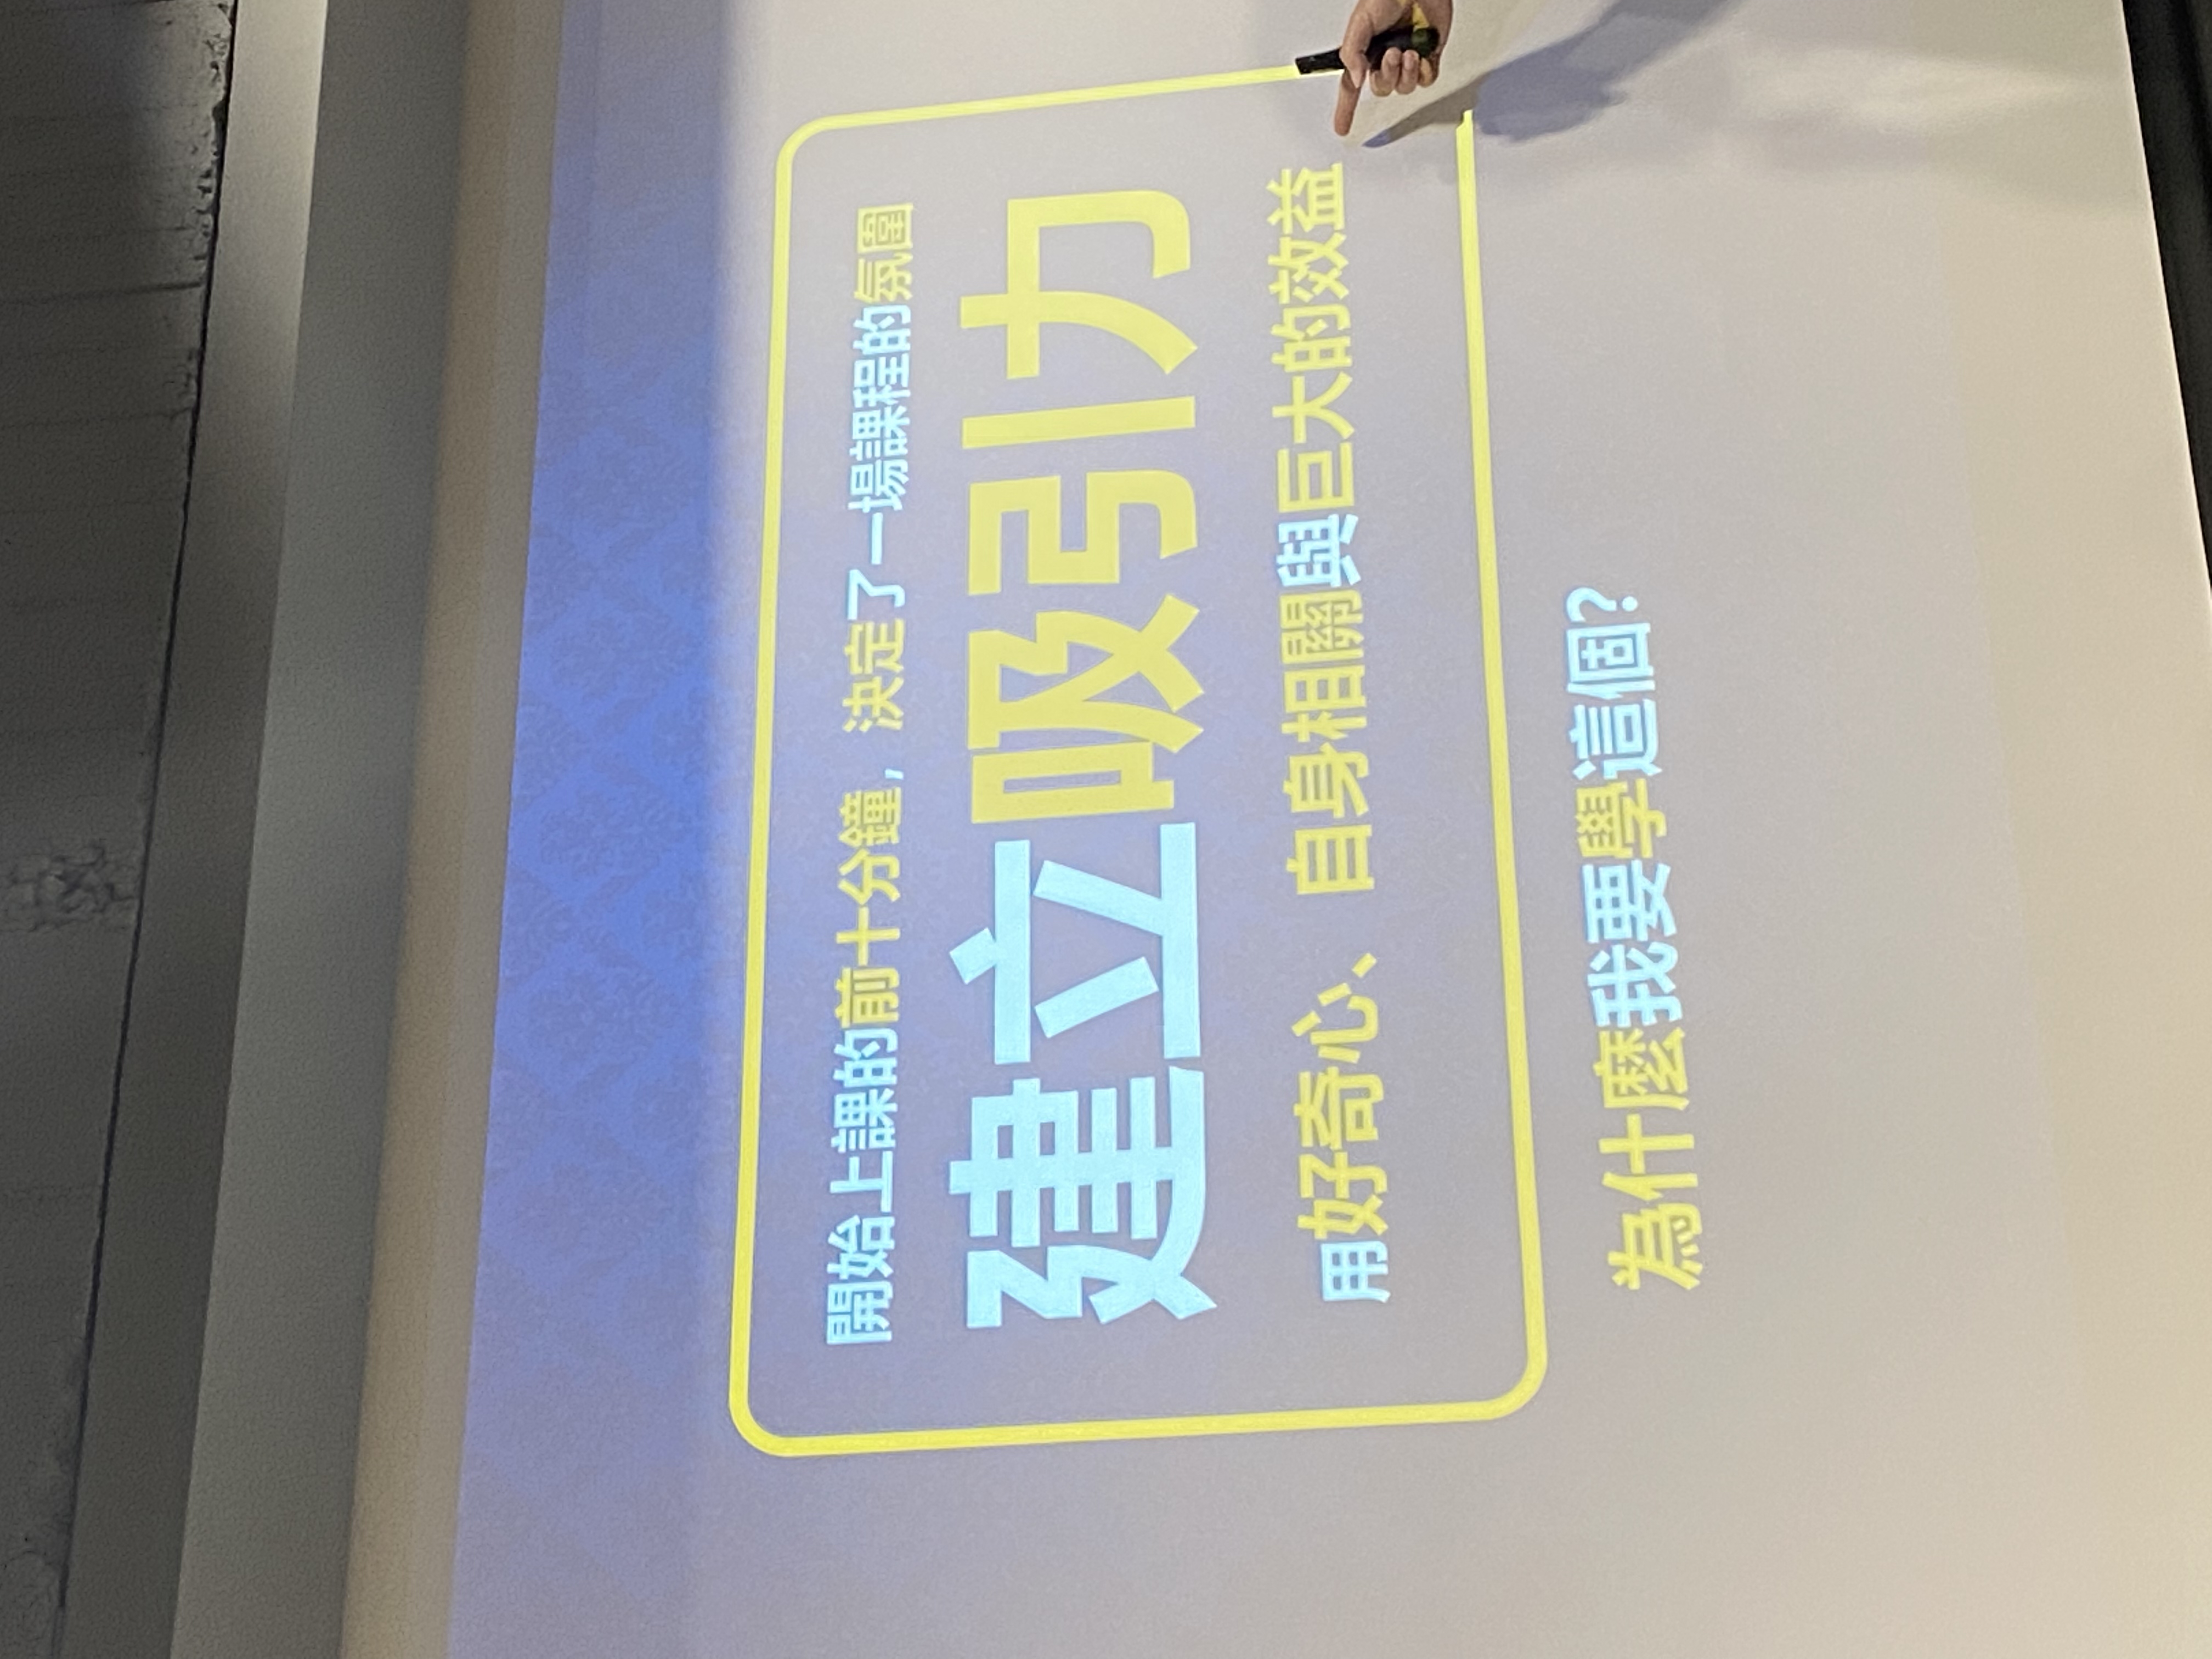 開始上課的前十分鐘，決定了一場課程的氛圍
建立吸引力
用好奇心、自身相關與巨大的效益
為什麼我要學這個？